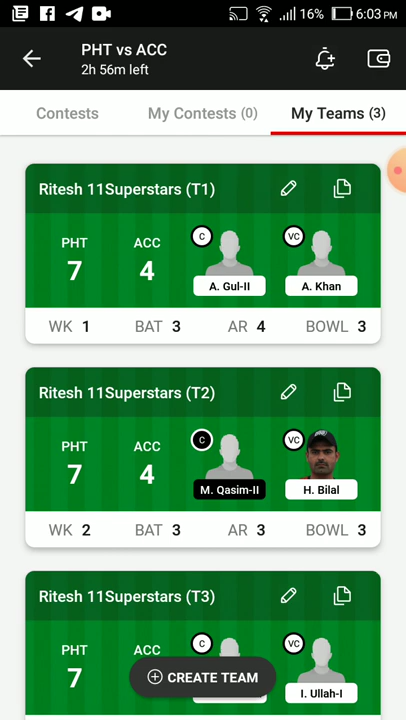 16% 6:03 PM
PHT vs ACC
2h 56m left
Contests My Contests (0) My Teams (3)
Ritesh 11Superstars (T1)
PHT ACC C VC
7 4
A. Gul-II A. Khan
WK 1 BAT 3 AR 4 BOWL 3
Ritesh 11Superstars (T2)
PHT ACC C VC
7 4
M. Qasim-II H. Bilal
WK 2 BAT 3 AR 3 BOWL 3
Ritesh 11Superstars (T3)
PHT ACC C VC
7
CREATE TEAM
I. Ullah-I